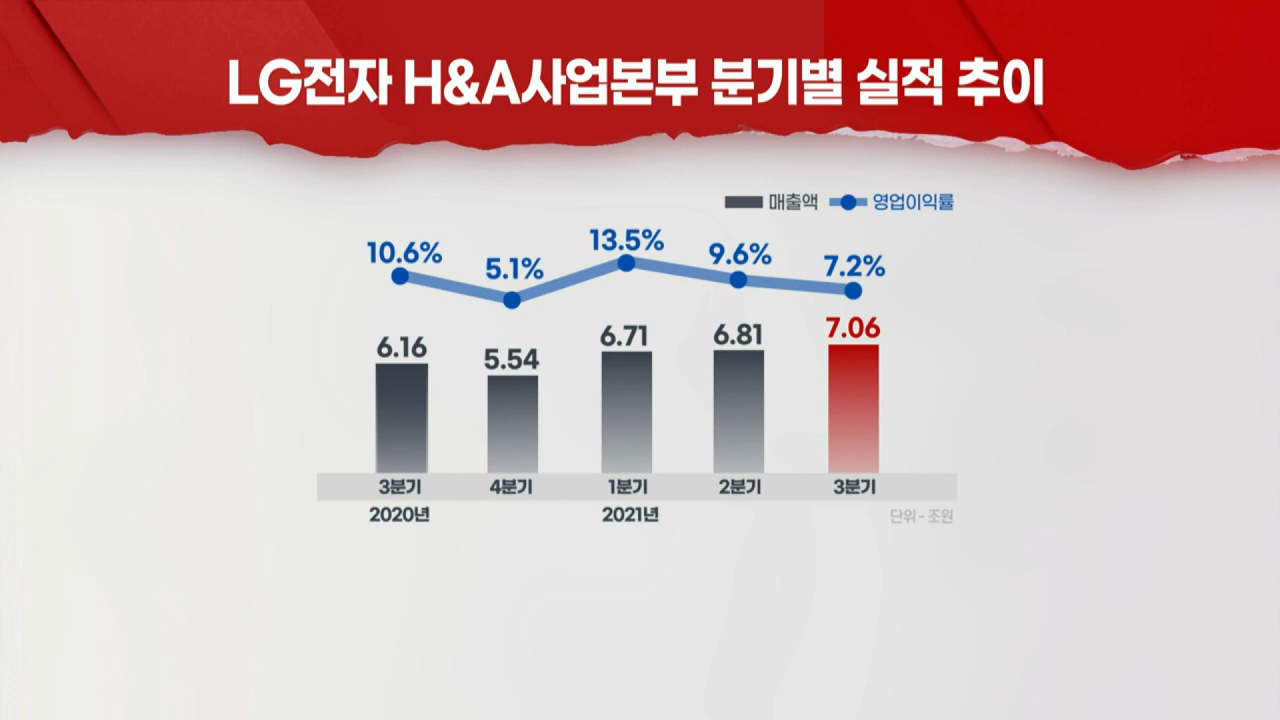 LG전자 H&A사업본부 분기별 실적 추이
매출액 영업이익률
10.6% 5.1% 13.5% 9.6% 7.2%
6.16 5.54 6.71 6.81 7.06
3분기 4분기 1분기 2분기 3분기
2020년 2021년 단위 - 조원